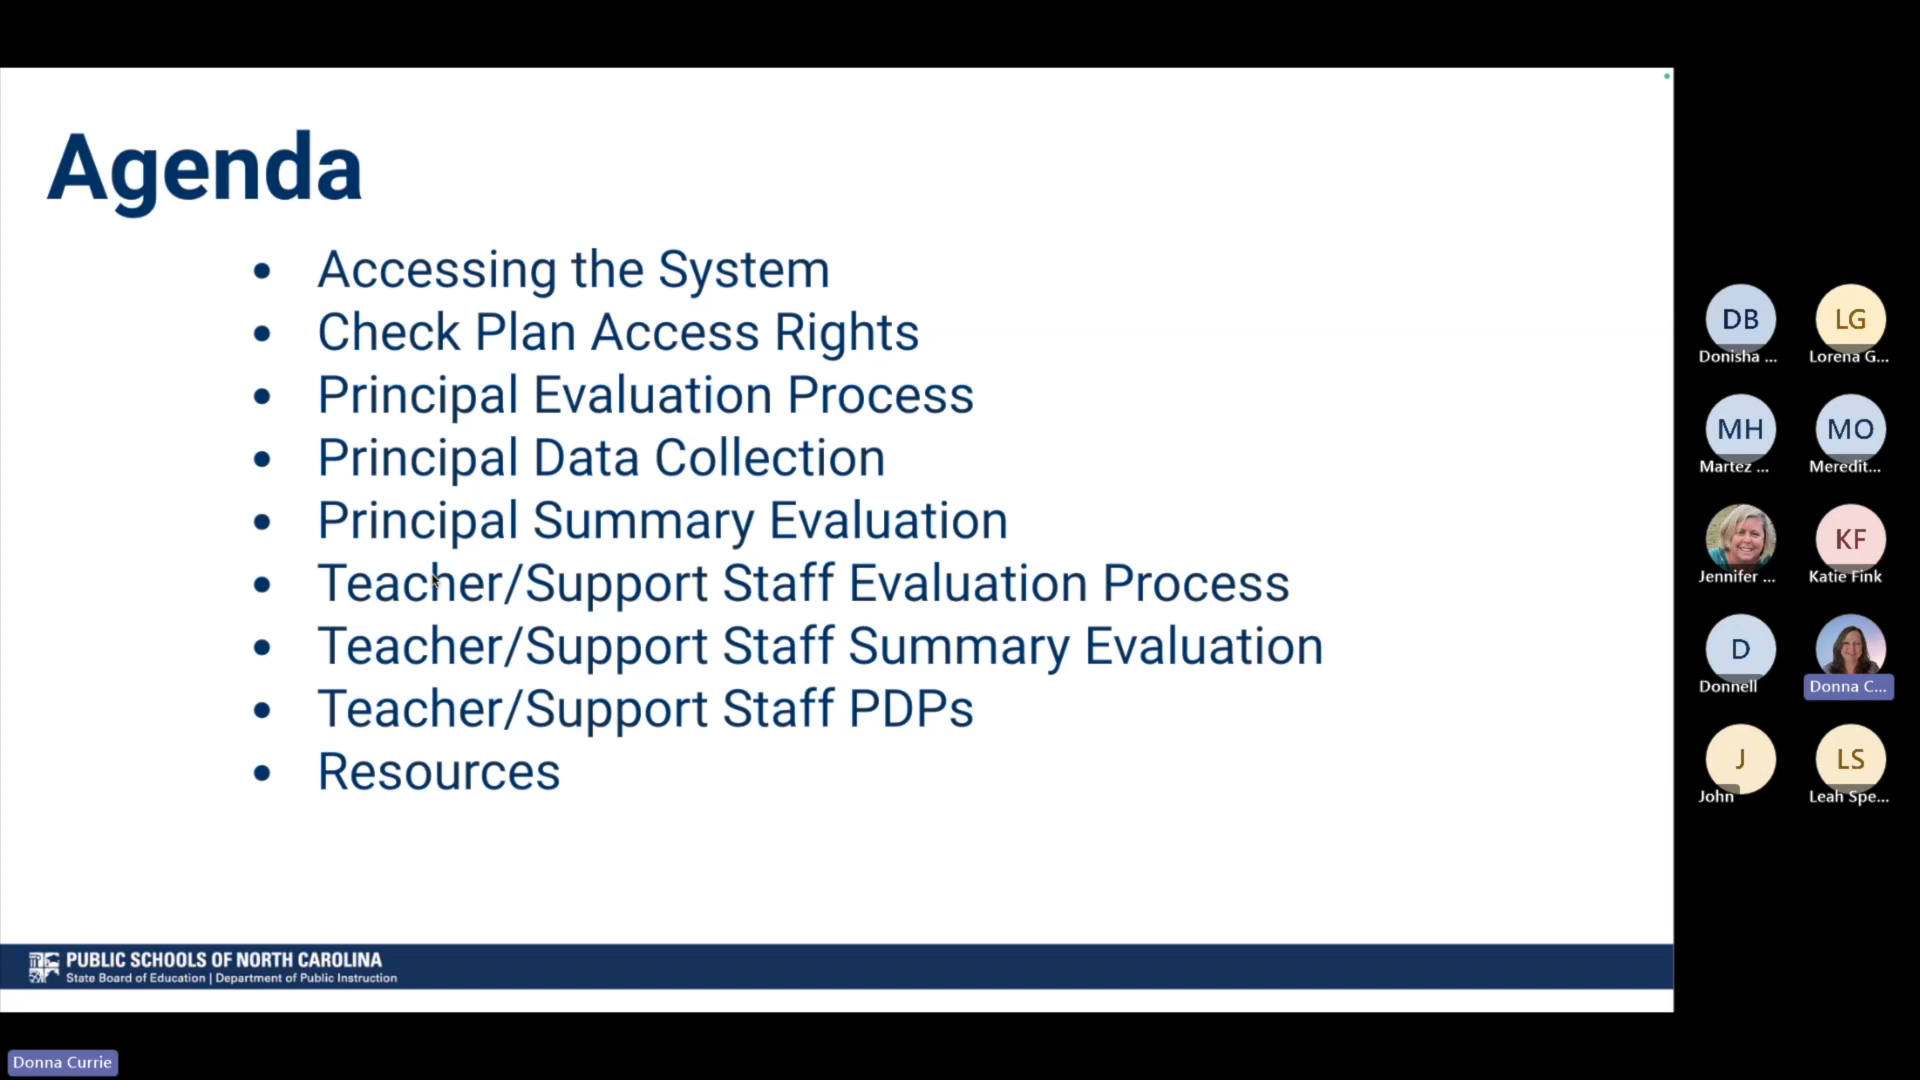 Agenda
• Accessing the System
• Check Plan Access Rights
• Principal Evaluation Process
• Principal Data Collection
• Principal Summary Evaluation
• Teacher/Support Staff Evaluation Process
• Teacher/Support Staff Summary Evaluation
• Teacher/Support Staff PDPs
• Resources
PUBLIC SCHOOLS OF NORTH CAROLINA
State Board of Education | Department of Public Instruction
DB
Donisha ...
LG
Lorena G...
MH
Martez ...
MO
Meredit...
Jennifer ...
KF
Katie Fink
D
Donnell
Donna C...
J
John
LS
Leah Spe...
Donna Currie